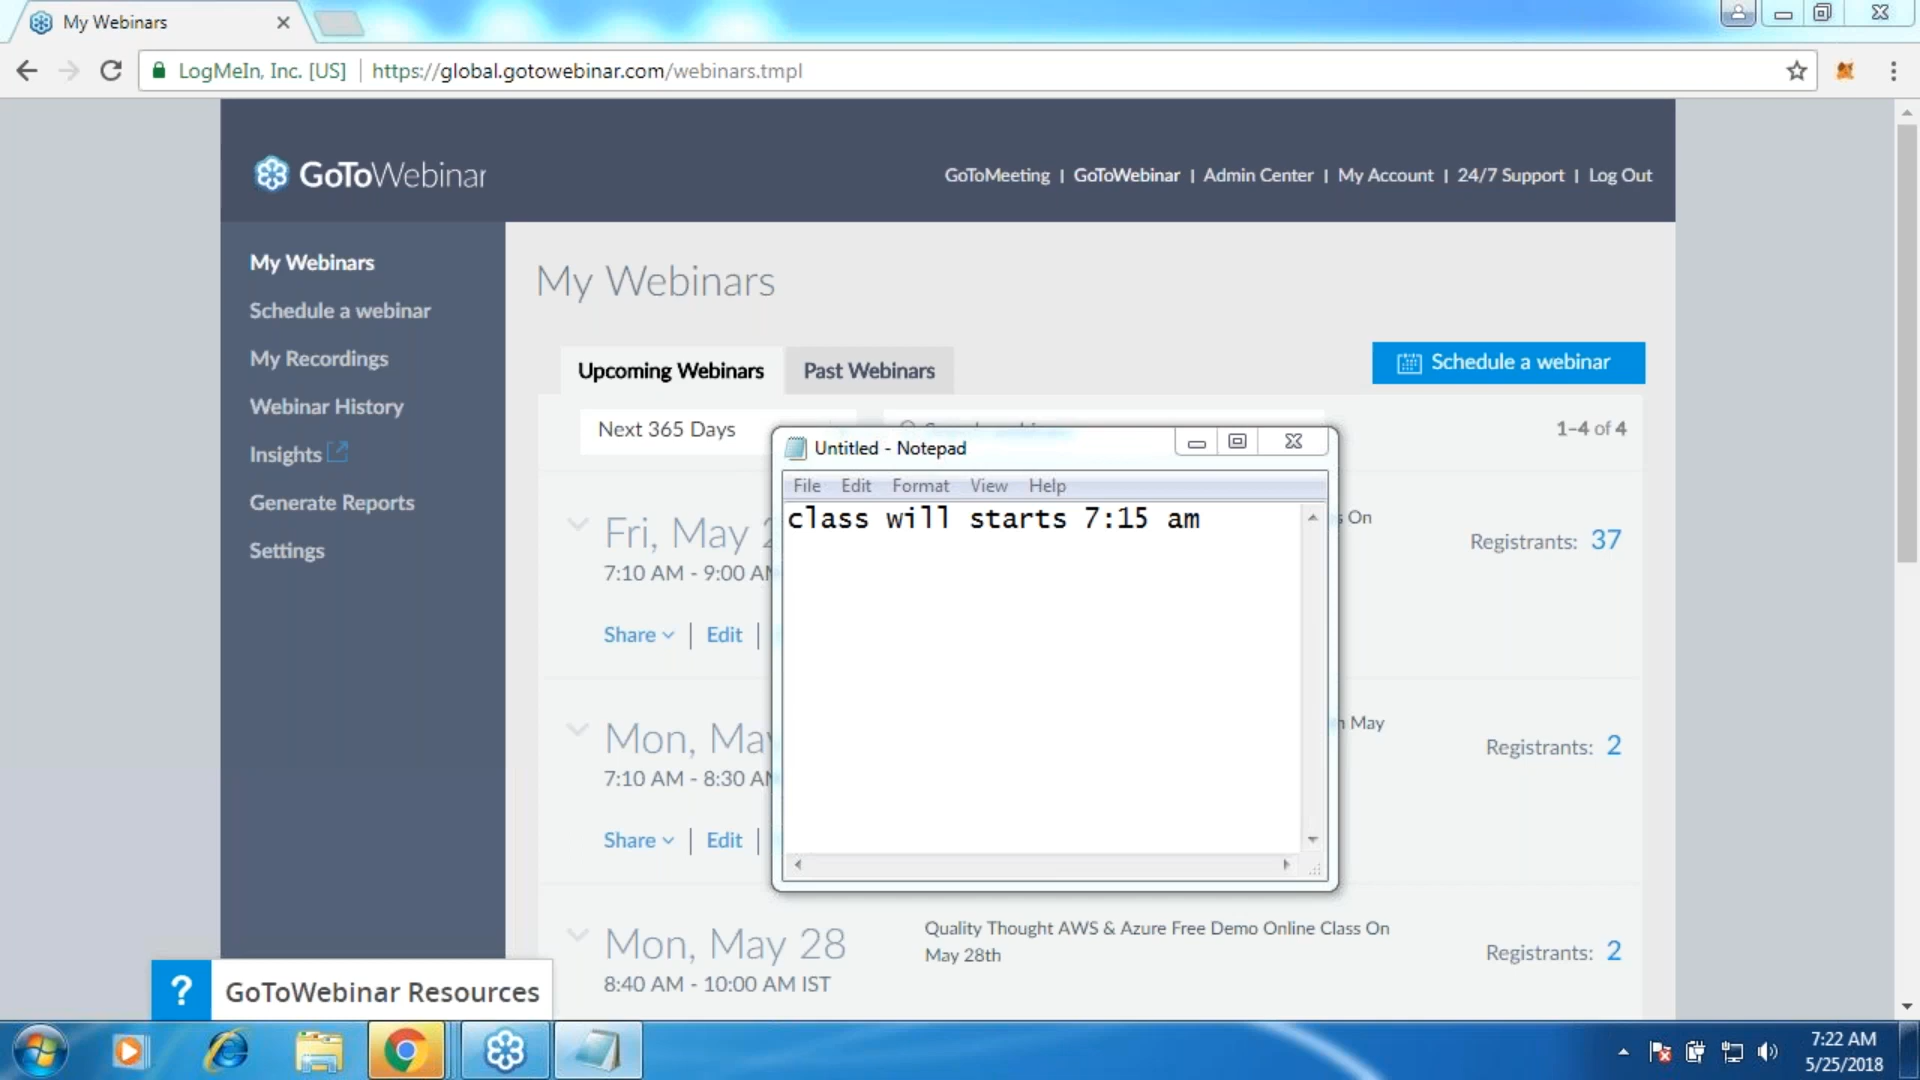 My Webinars
LogMeIn, Inc. [US] | https://global.gotowebinar.com/webinars.tmpl
GoToWebinar
GoToMeeting | GoToWebinar | Admin Center | My Account | 24/7 Support | Log Out
My Webinars
Schedule a webinar
My Recordings
Webinar History
Insights
Generate Reports
Settings
My Webinars
Upcoming Webinars
Past Webinars
Schedule a webinar
Next 365 Days
1-4 of 4
Untitled - Notepad
File Edit Format View Help
class will starts 7:15 am
Fri, May
7:10 AM - 9:00 AM
On
Registrants: 37
Share | Edit |
Mon, May
7:10 AM - 8:30 AM
May
Registrants: 2
Share | Edit |
Mon, May 28
8:40 AM - 10:00 AM IST
Quality Thought AWS & Azure Free Demo Online Class On
May 28th
Registrants: 2
? GoToWebinar Resources
7:22 AM
5/25/2018